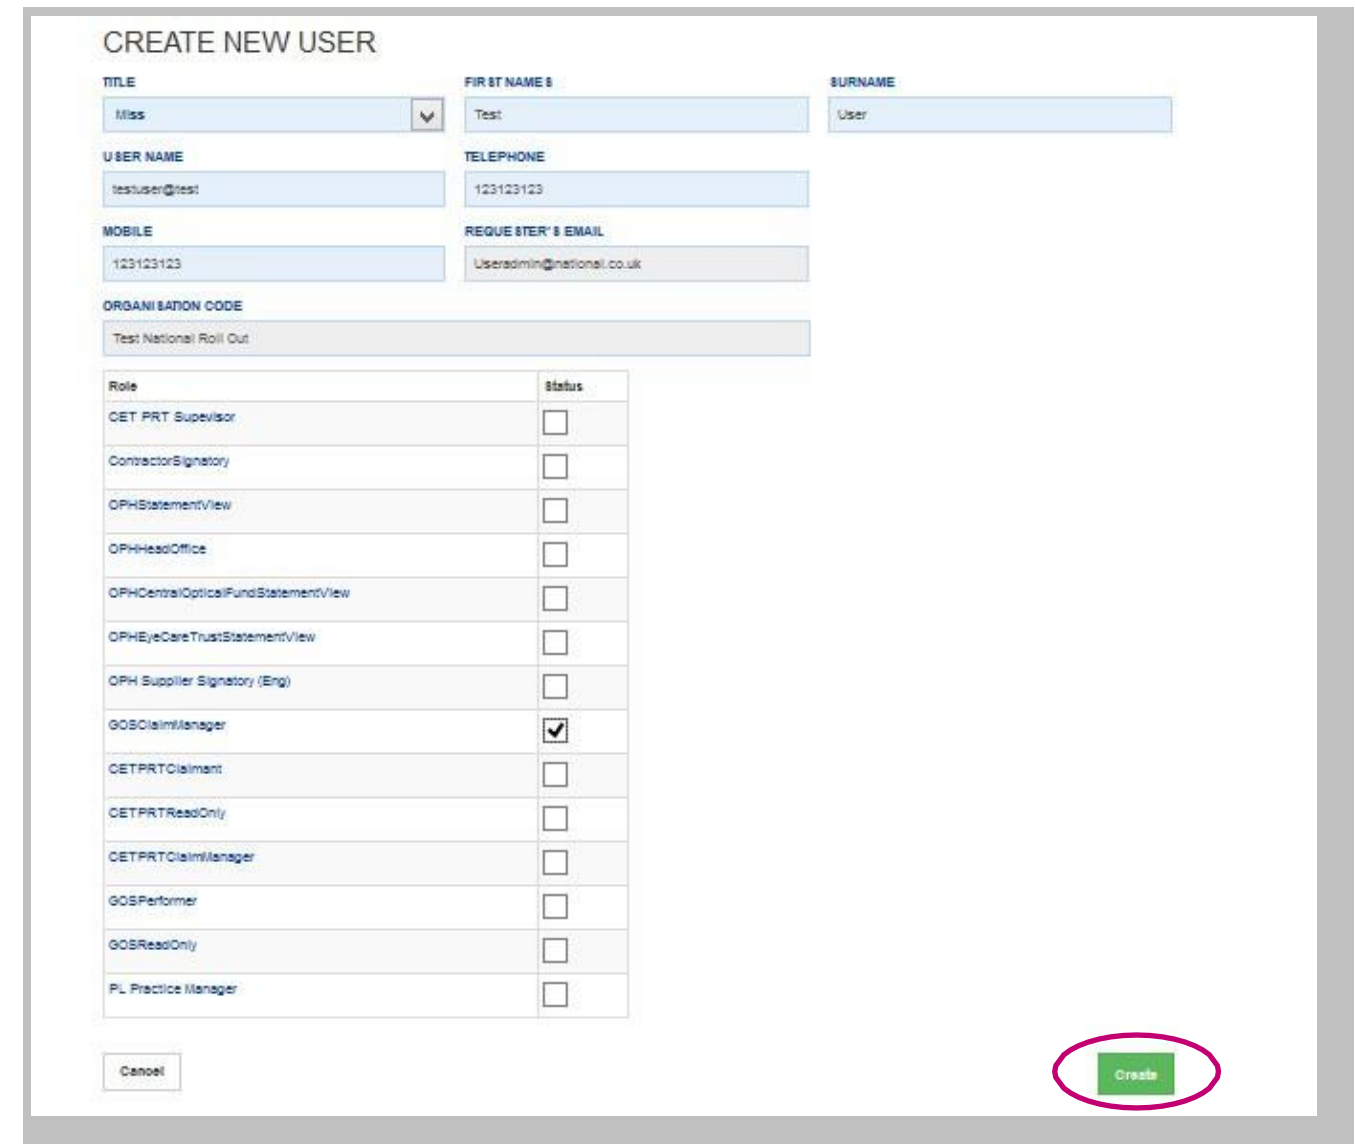 CREATE NEW USER
TITLE FIRST NAMES SURNAME
Miss Test User
USER NAME TELEPHONE
testuser@test 123123123
MOBILE REQUESTER'S EMAIL
123123123 Useradmin@national.co.uk
ORGANISATION CODE
Test National Roll Out
Role Status
CET PRT Supevisor
ContractorSignatory
OPHStatementView
OPHHeadOffice
OPHCentralOpticalFundStatementView
OPHEyeCareTrustStatementView
OPH Supplier Signatory (Eng)
GOSClaimManager
CETPRTClaimant
CETPRTReadOnly
CETPRTClaimManager
GOSPerformer
GOSReadOnly
PL Practice Manager
Cancel Create